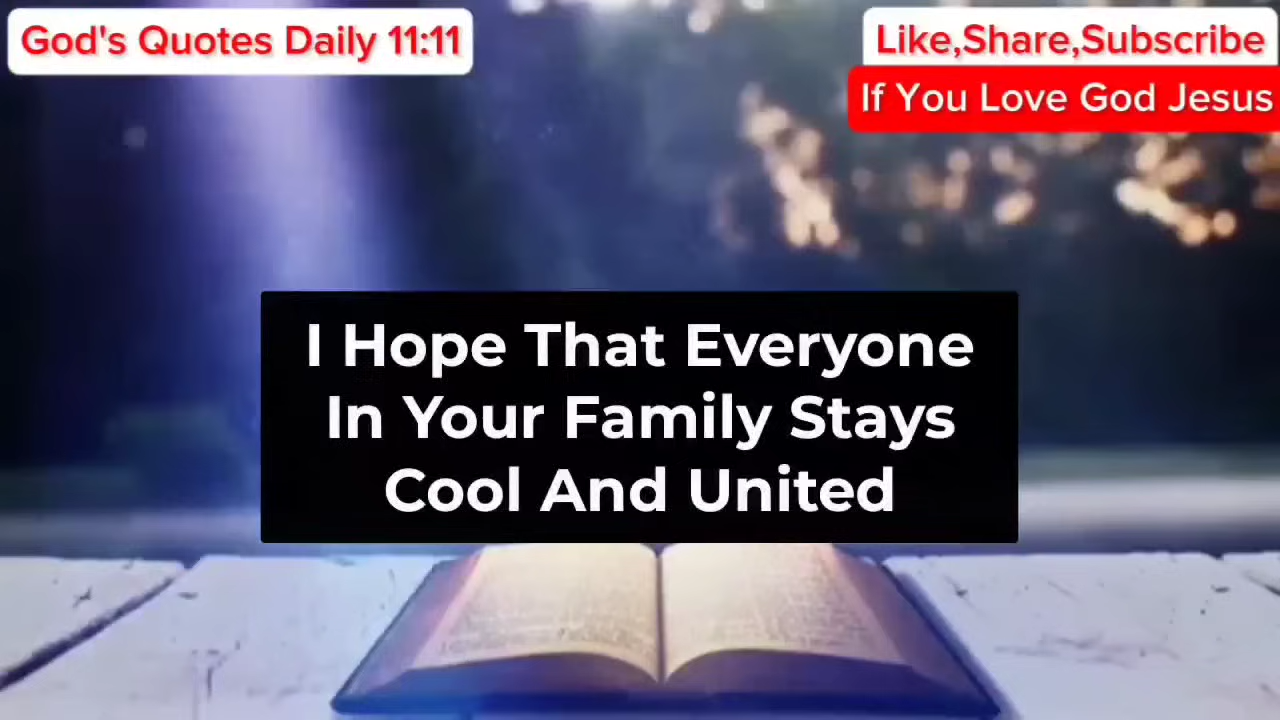 God's Quotes Daily 11:11
Like,Share,Subscribe
If You Love God Jesus
I Hope That Everyone
In Your Family Stays
Cool And United